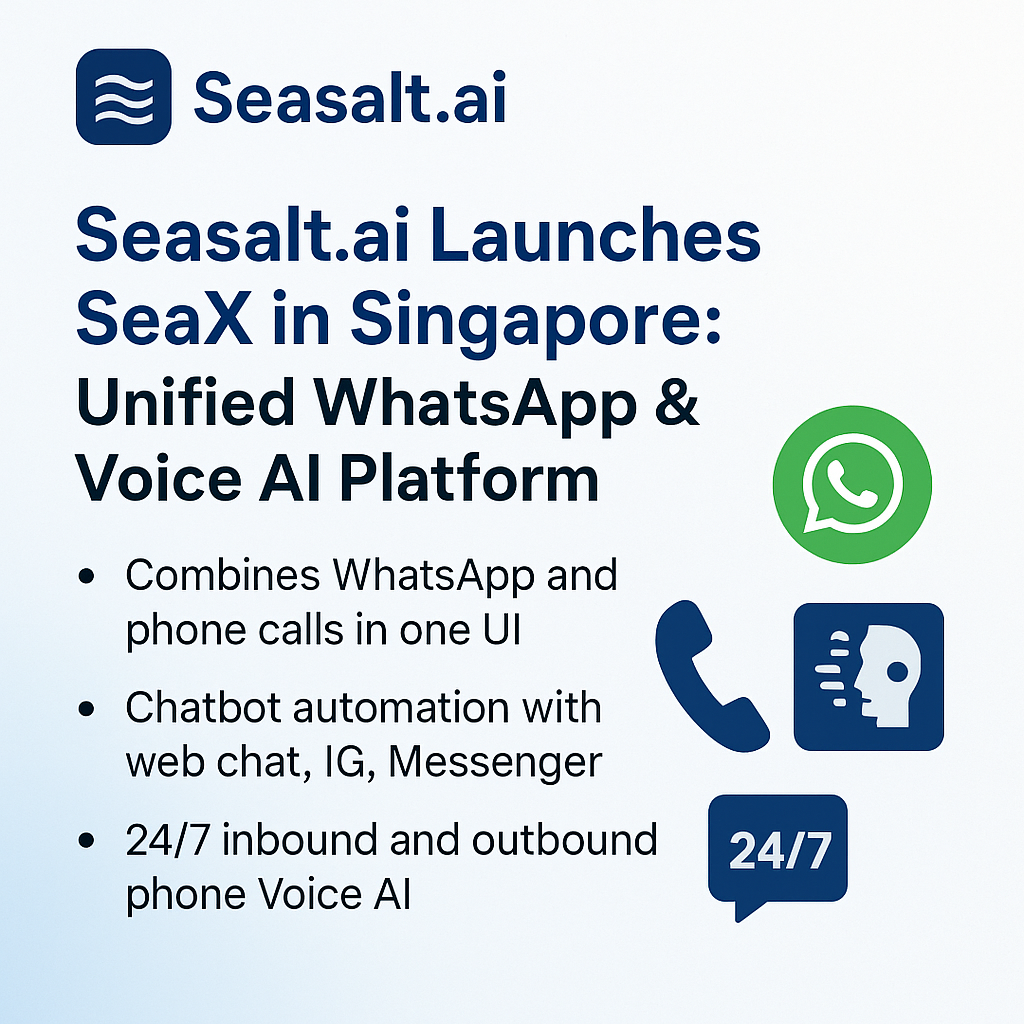 Seasalt.ai
Seasalt.ai Launches
SeaX in Singapore:
Unified WhatsApp &
Voice AI Platform
• Combines WhatsApp and
phone calls in one UI
• Chatbot automation with
web chat, IG, Messenger
• 24/7 inbound and outbound
phone Voice AI
24/7